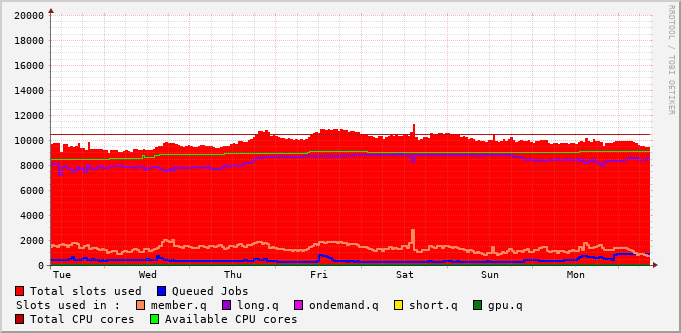 RRDTOOL / TOBI OETIKER
20000
18000
16000
14000
12000
10000
8000
6000
4000
2000
0
Tue Wed Thu Fri Sat Sun Mon
Total slots used Queued Jobs
Slots used in : member.q long.q ondemand.q short.q gpu.q
Total CPU cores Available CPU cores